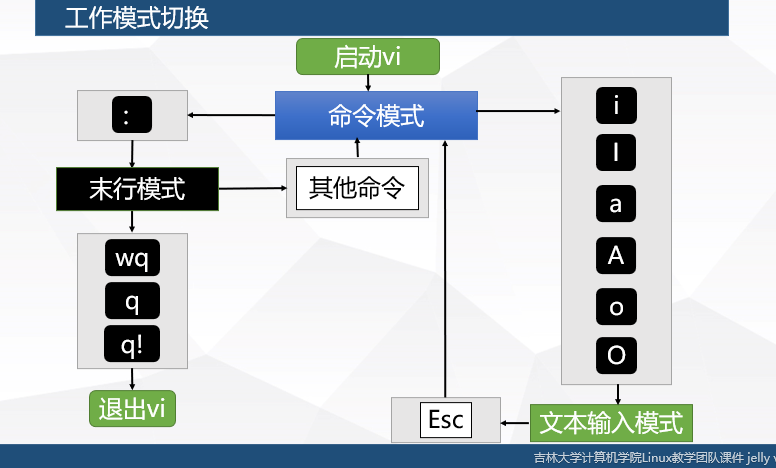 工作模式切换
启动vi
:
命令模式
i
I
a
A
o
O
末行模式
其他命令
wq
q
q!
退出vi
Esc
文本输入模式
吉林大学计算机学院Linux教学团队课件 jelly